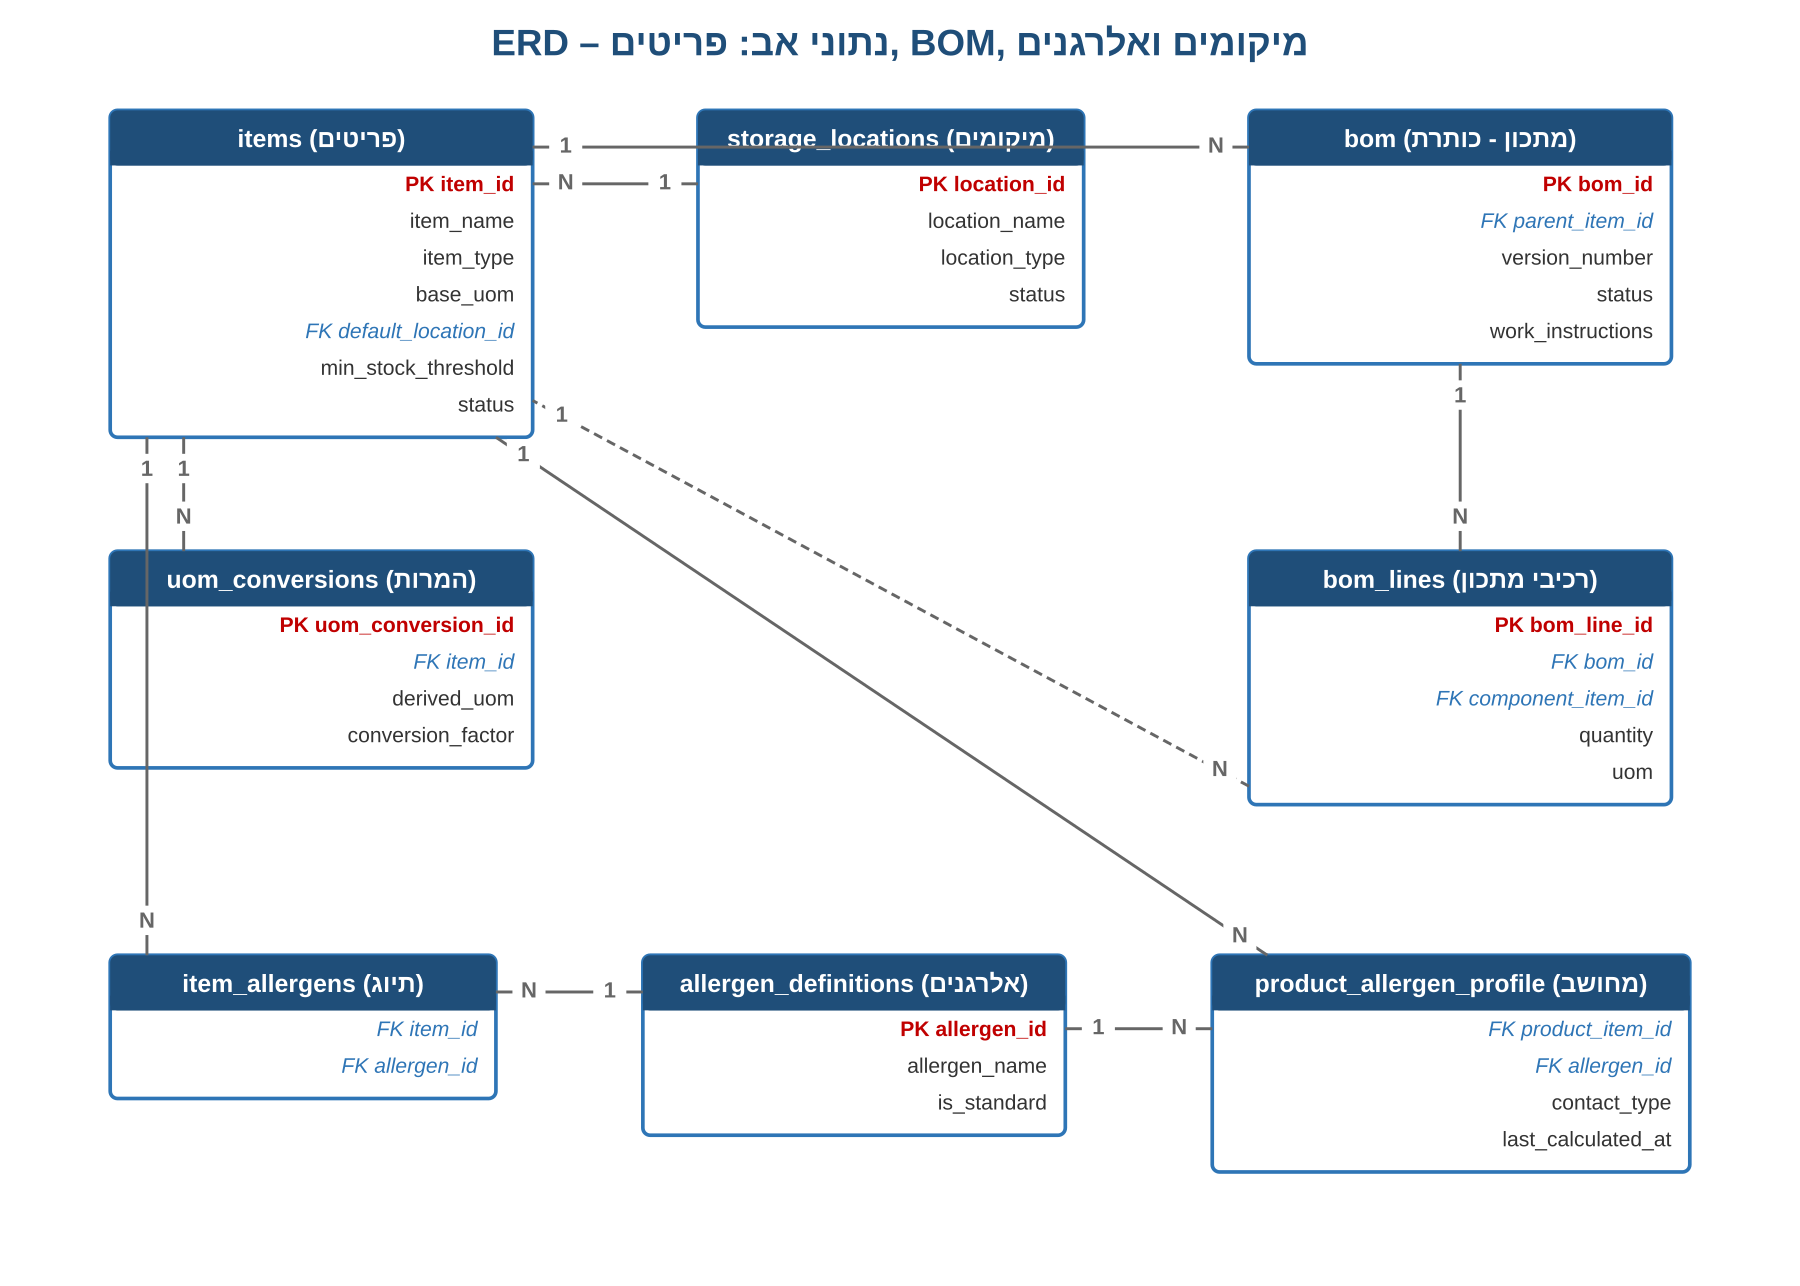 ERD – נתוני אב: פריטים, BOM, מיקומים ואלרגנים
items (פריטים)
PK item_id
item_name
item_type
base_uom
FK default_location_id
min_stock_threshold
status
1
N
N
1
storage_locations (מיקומים)
PK location_id
location_name
location_type
status
bom (מתכון - כותרת)
PK bom_id
FK parent_item_id
version_number
status
work_instructions
1
N
1
N
1
1
N
1
N
1
N
uom_conversions (המרות)
PK uom_conversion_id
FK item_id
derived_uom
conversion_factor
bom_lines (רכיבי מתכון)
PK bom_line_id
FK bom_id
FK component_item_id
quantity
uom
N
item_allergens (תיוג)
FK item_id
FK allergen_id
N
1
allergen_definitions (אלרגנים)
PK allergen_id
allergen_name
is_standard
1
N
product_allergen_profile (מחושב)
FK product_item_id
FK allergen_id
contact_type
last_calculated_at